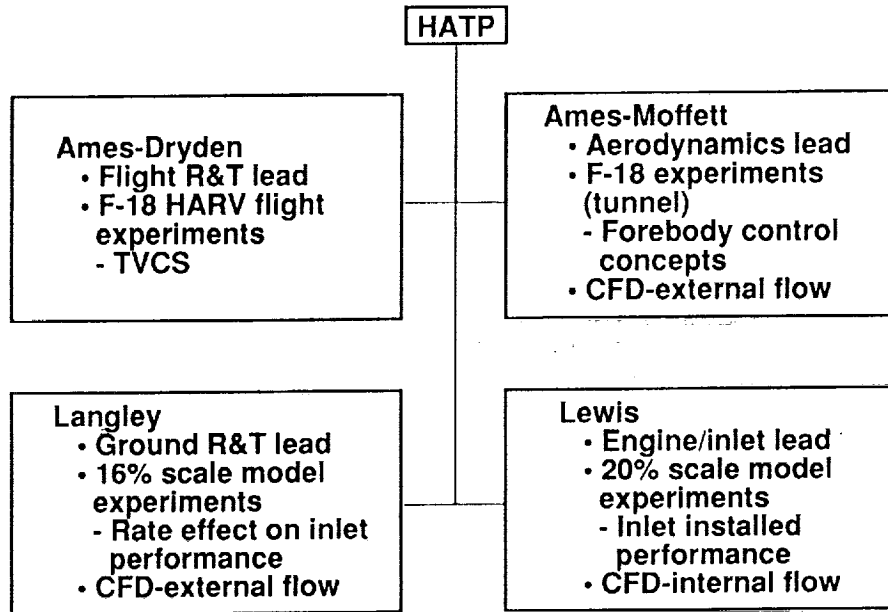 HATP
Ames-Dryden
• Flight R&T lead
• F-18 HARV flight
experiments
- TVCS
Ames-Moffett
• Aerodynamics lead
• F-18 experiments
(tunnel)
- Forebody control
concepts
• CFD-external flow
Langley
• Ground R&T lead
• 16% scale model
experiments
- Rate effect on inlet
performance
• CFD-external flow
Lewis
• Engine/inlet lead
• 20% scale model
experiments
- Inlet installed
performance
• CFD-internal flow